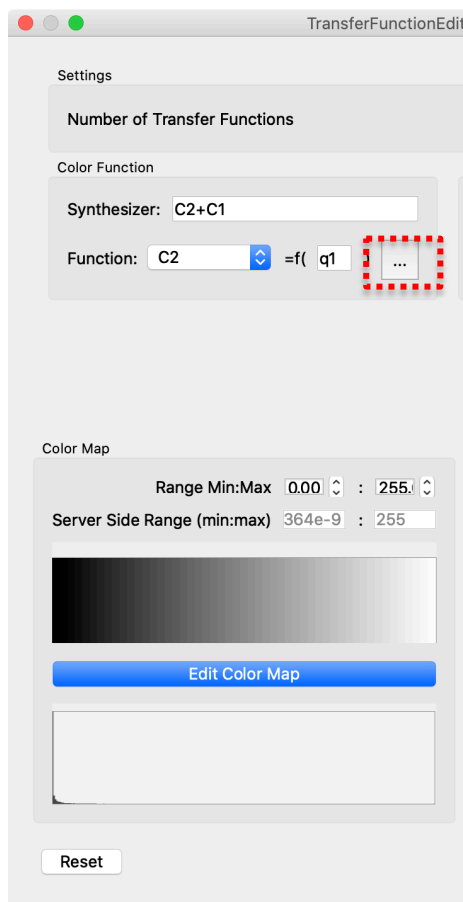 TransferFunctionEdit
Settings
Number of Transfer Functions
Color Function
Synthesizer: C2+C1
Function: C2 =f( q1 ) ...
Color Map
Range Min:Max 0.00 : 255.
Server Side Range (min:max) 364e-9 : 255
Edit Color Map
Reset